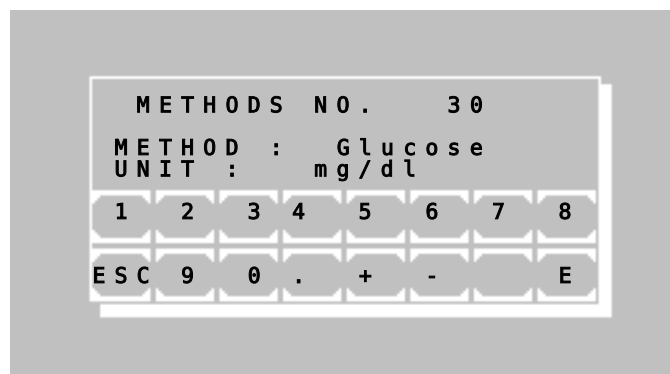 METHODS NO. 30
METHOD : Glucose
UNIT : mg/dl
1 2 3 4 5 6 7 8
ESC 9 0 . + - E